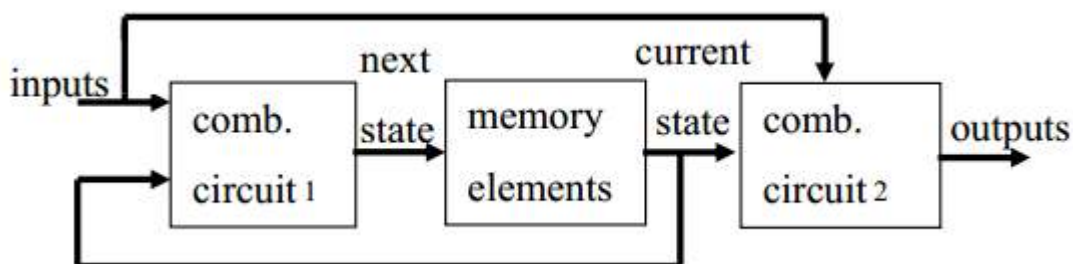 inputs
comb.
circuit 1
next
state
memory
elements
current
state
comb.
circuit 2
outputs